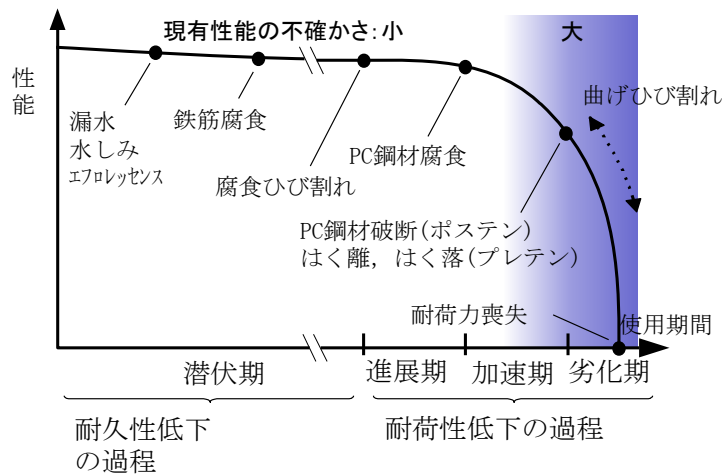 現有性能の不確かさ：小
大
性
能
漏水
水しみ
ｴﾌﾛﾚｯｾﾝｽ
鉄筋腐食
腐食ひび割れ
PC鋼材腐食
曲げひび割れ
PC鋼材破断(ポステン)
はく離，はく落(プレテン)
耐荷力喪失
使用期間
潜伏期
進展期
加速期
劣化期
耐久性低下
の過程
耐荷性低下の過程